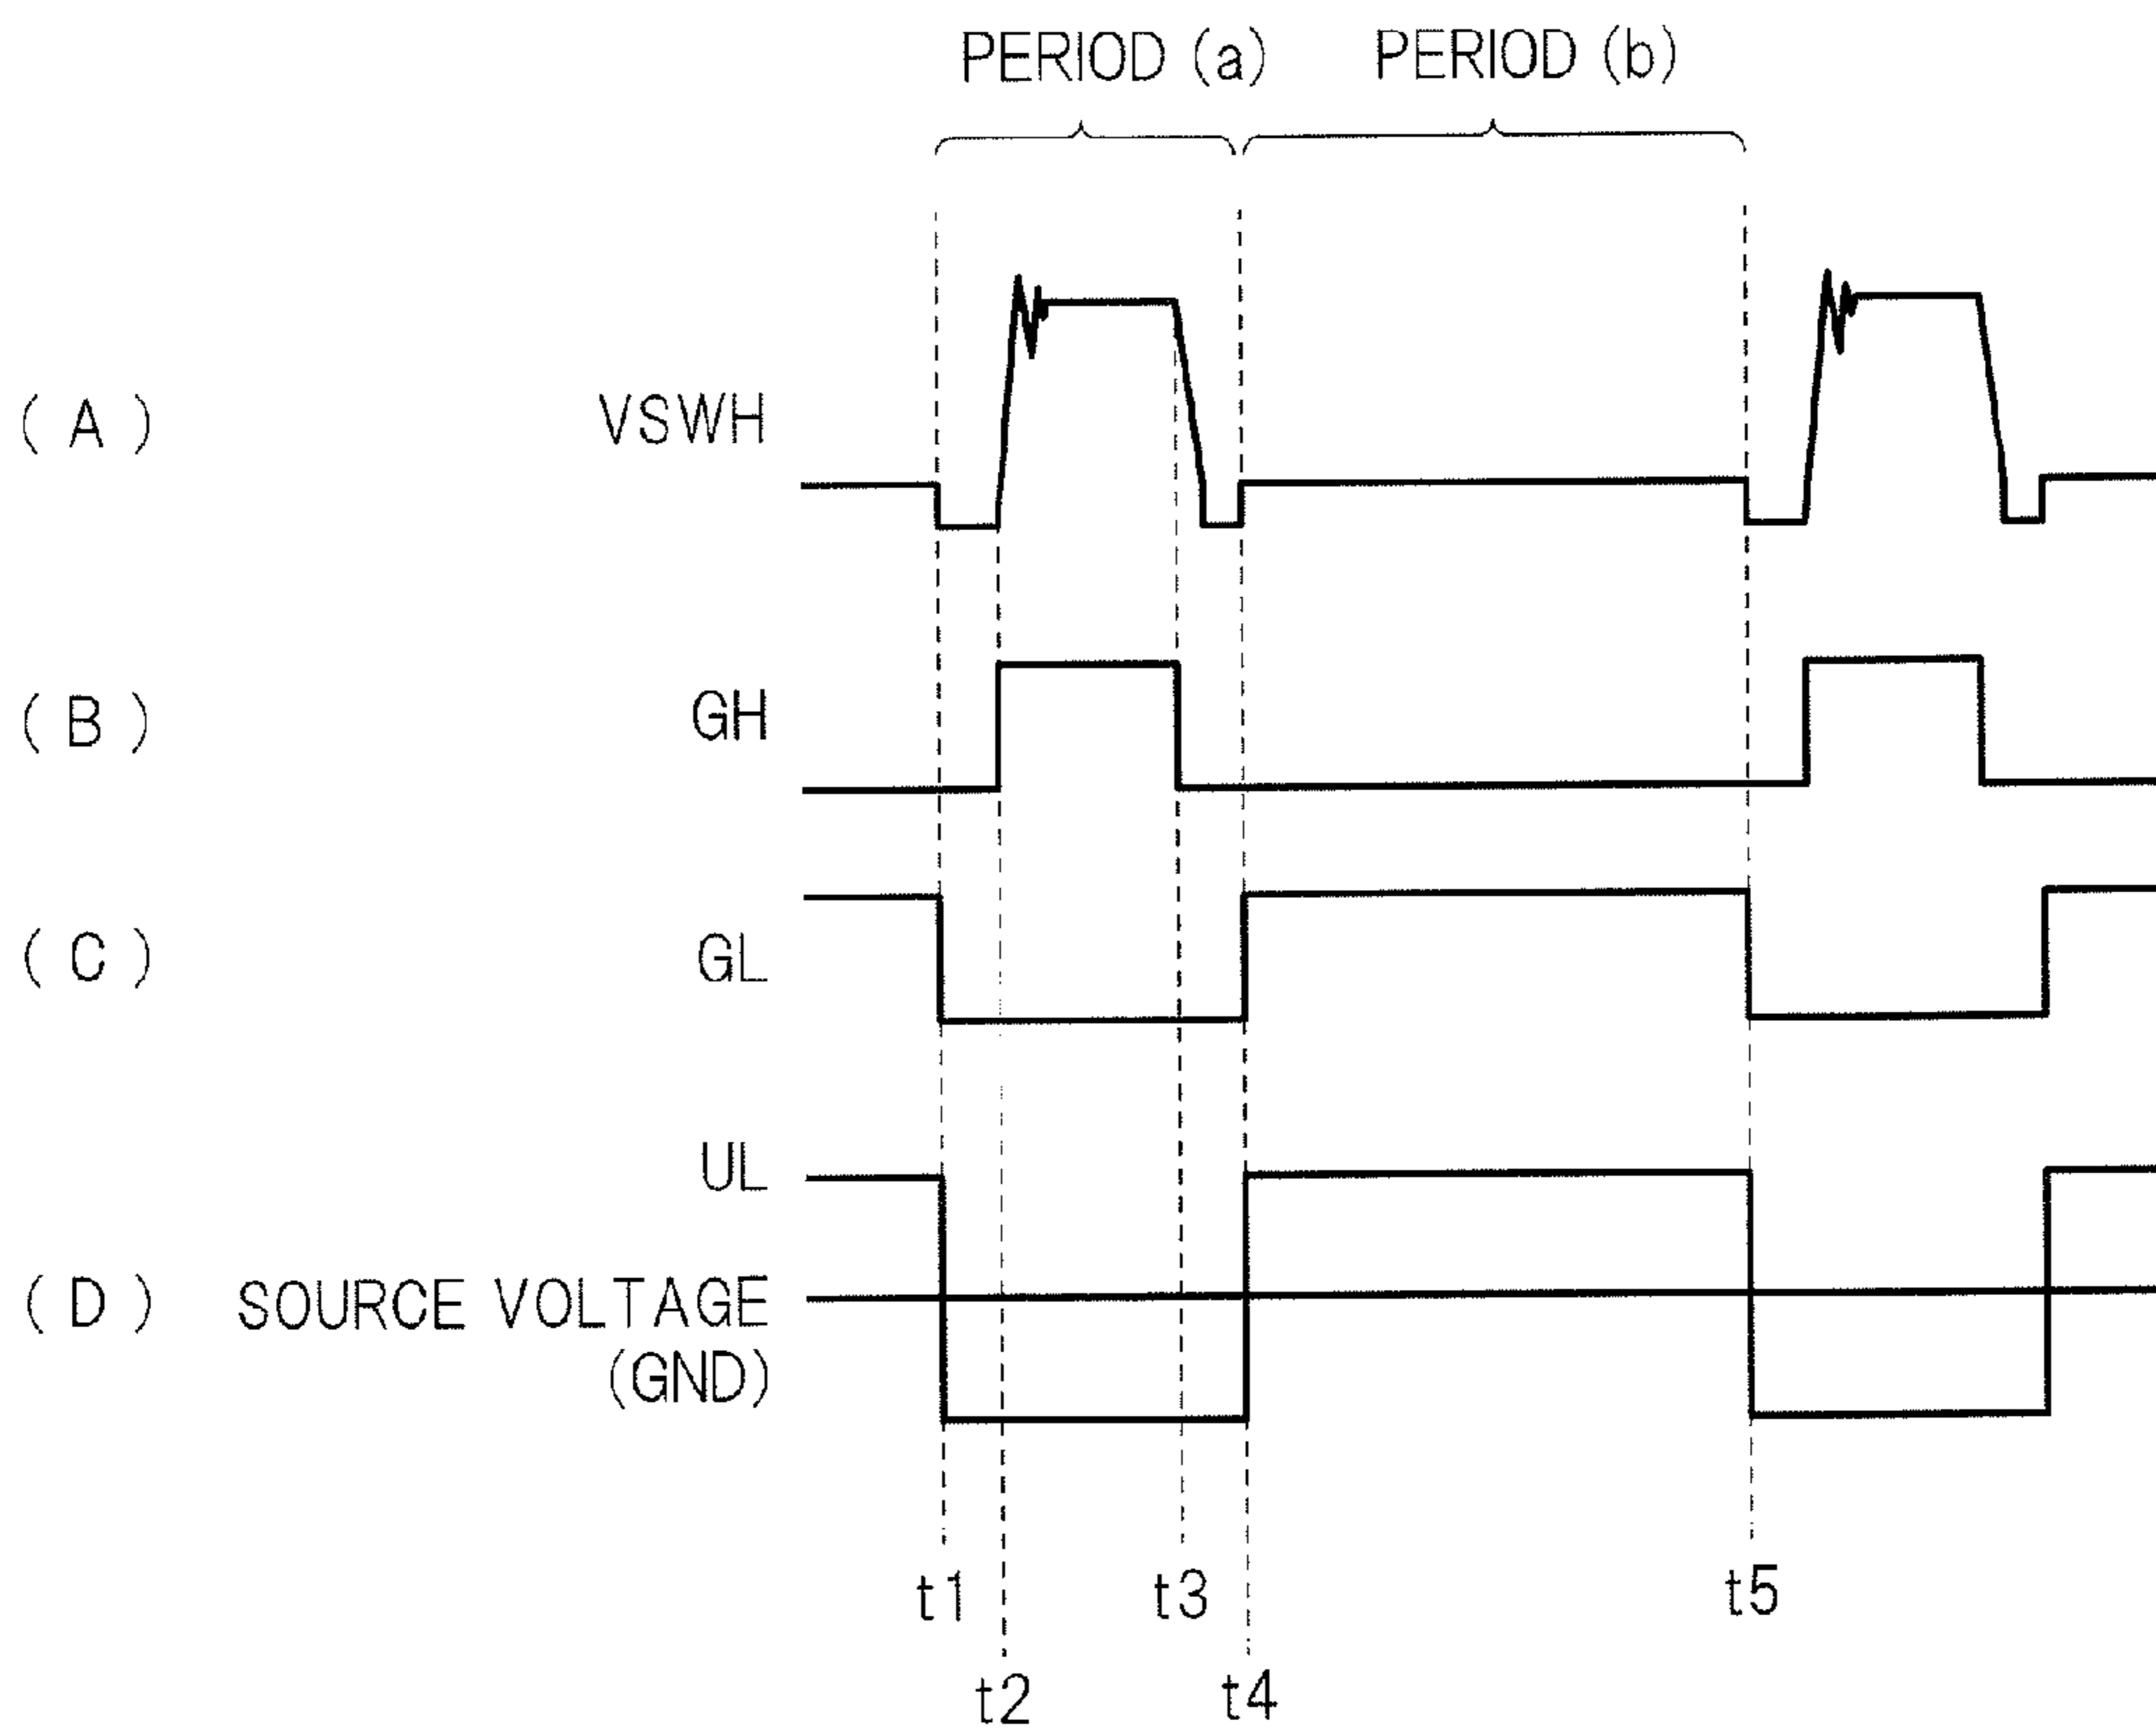 PERIOD (a) PERIOD (b)
( A ) VSWH
( B ) GH
( C ) GL
UL
( D ) SOURCE VOLTAGE
(GND)
t1 t3 t5
t2 t4